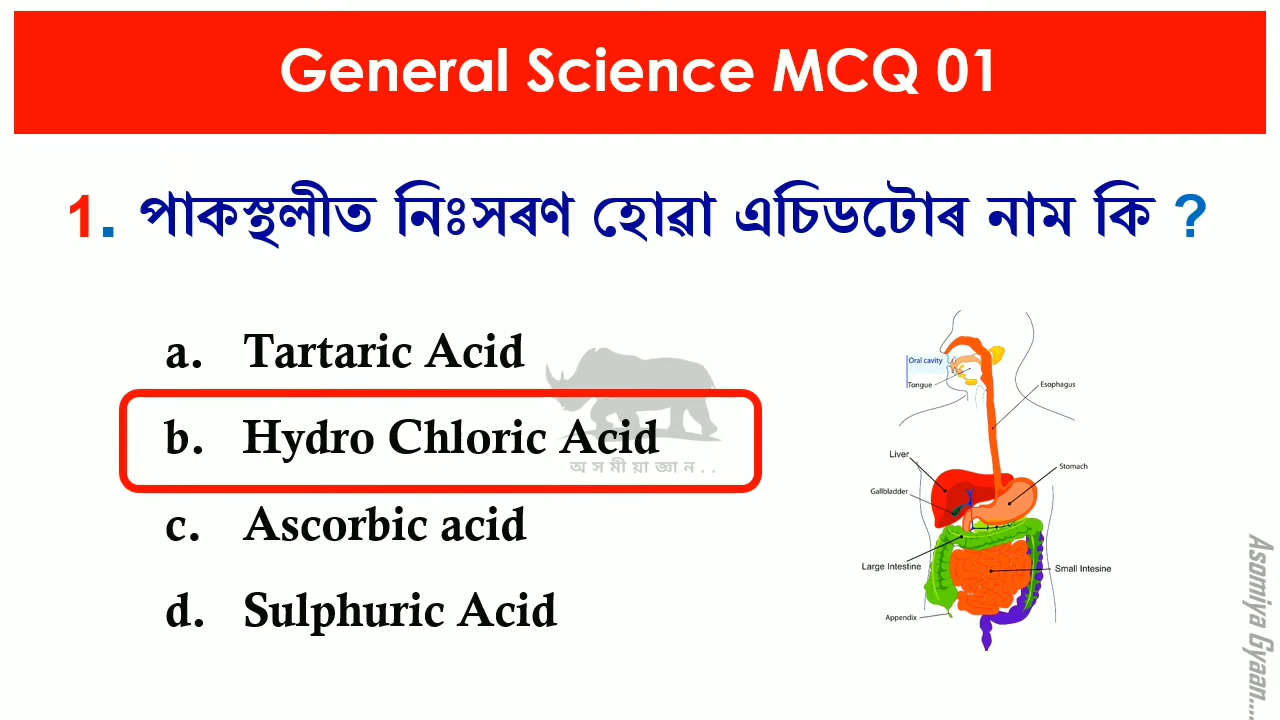 General Science MCQ 01
1. পাকস্থলীত নিঃসৰণ হোৱা এচিডটোৰ নাম কি ?
a. Tartaric Acid
b. Hydro Chloric Acid
অসমীয়া জ্ঞান..
c. Ascorbic acid
d. Sulphuric Acid
Oral cavity
Tongue
Esophagus
Liver
Stomach
Gallbladder
Large Intestine
Small Intesine
Appendix
Asomiya Gyaan....